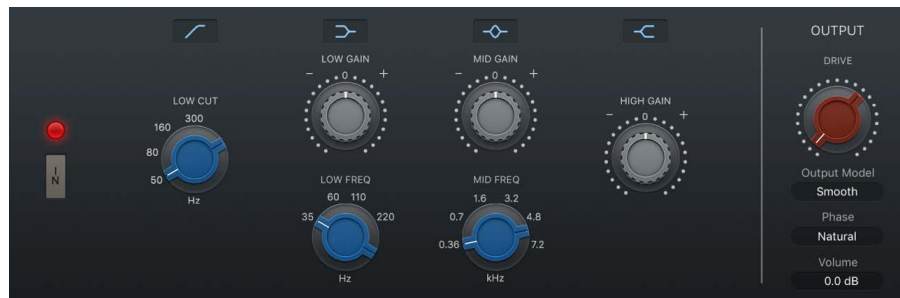 OUTPUT
LOW GAIN
− 0 +
MID GAIN
− 0 +
DRIVE
LOW CUT
50 80 160 300
Hz
HIGH GAIN
− 0 +
IN
LOW FREQ
35 60 110 220
Hz
MID FREQ
0.36 0.7 1.6 3.2 4.8 7.2
kHz
Output Model
Smooth
Phase
Natural
Volume
0.0 dB